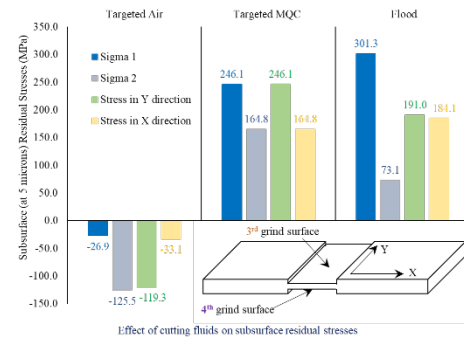 Targeted Air Targeted MQC Flood
Subsurface (at 5 microns) Residual Stresses (MPa)
350.0
300.0
250.0
200.0
150.0
100.0
50.0
0.0
-50.0
-100.0
-150.0
Sigma 1
Sigma 2
Stress in Y direction
Stress in X direction
-26.9
-125.5
-119.3
-33.1
246.1
164.8
246.1
164.8
301.3
73.1
191.0
184.1
3rd grind surface
Y
X
4th grind surface
Effect of cutting fluids on subsurface residual stresses